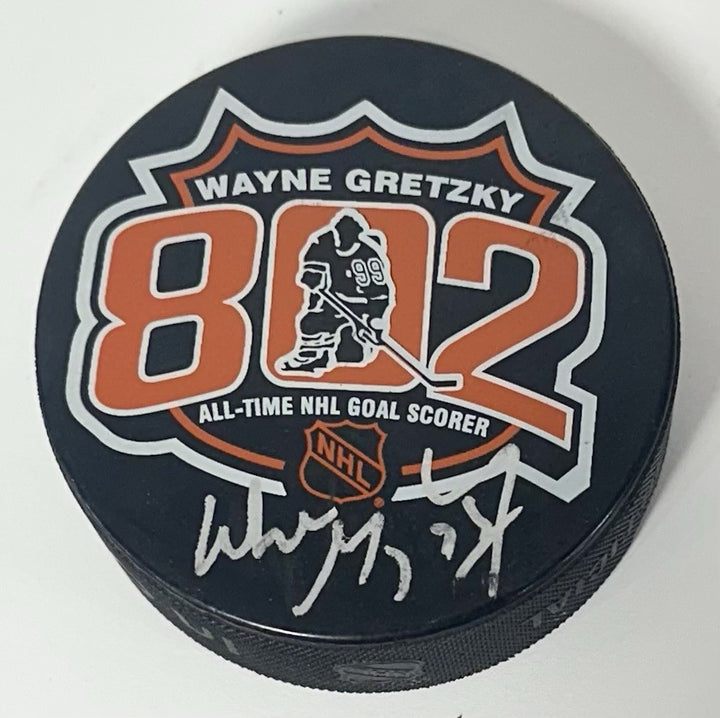 WAYNE GRETZKY
802
99
ALL-TIME NHL GOAL SCORER
NHL